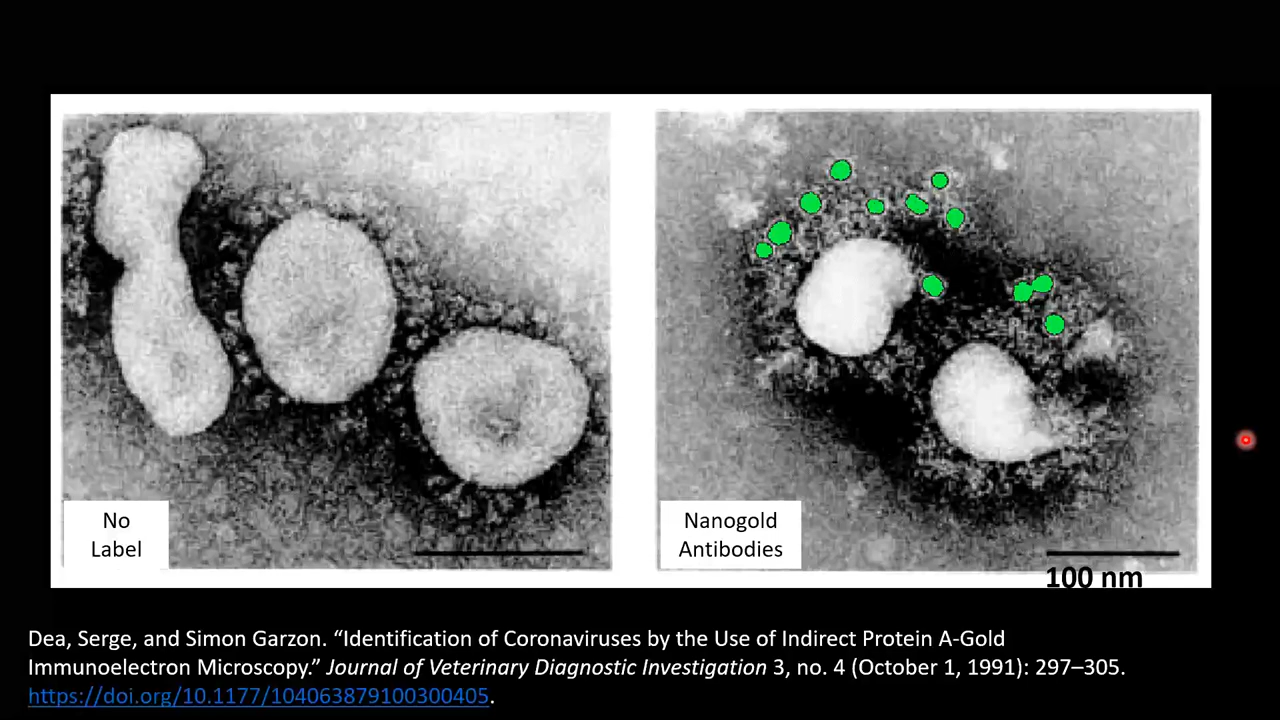 No
Label
Nanogold
Antibodies
100 nm
Dea, Serge, and Simon Garzon. “Identification of Coronaviruses by the Use of Indirect Protein A-Gold
Immunoelectron Microscopy.” Journal of Veterinary Diagnostic Investigation 3, no. 4 (October 1, 1991): 297–305.
https://doi.org/10.1177/104063879100300405.